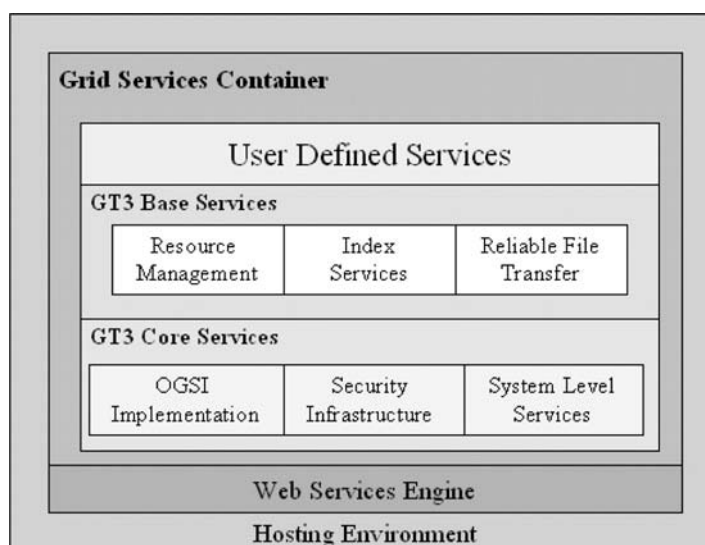 Grid Services Container
User Defined Services
GT3 Base Services
Resource
Management
Index
Services
Reliable File
Transfer
GT3 Core Services
OGSI
Implementation
Security
Infrastructure
System Level
Services
Web Services Engine
Hosting Environment